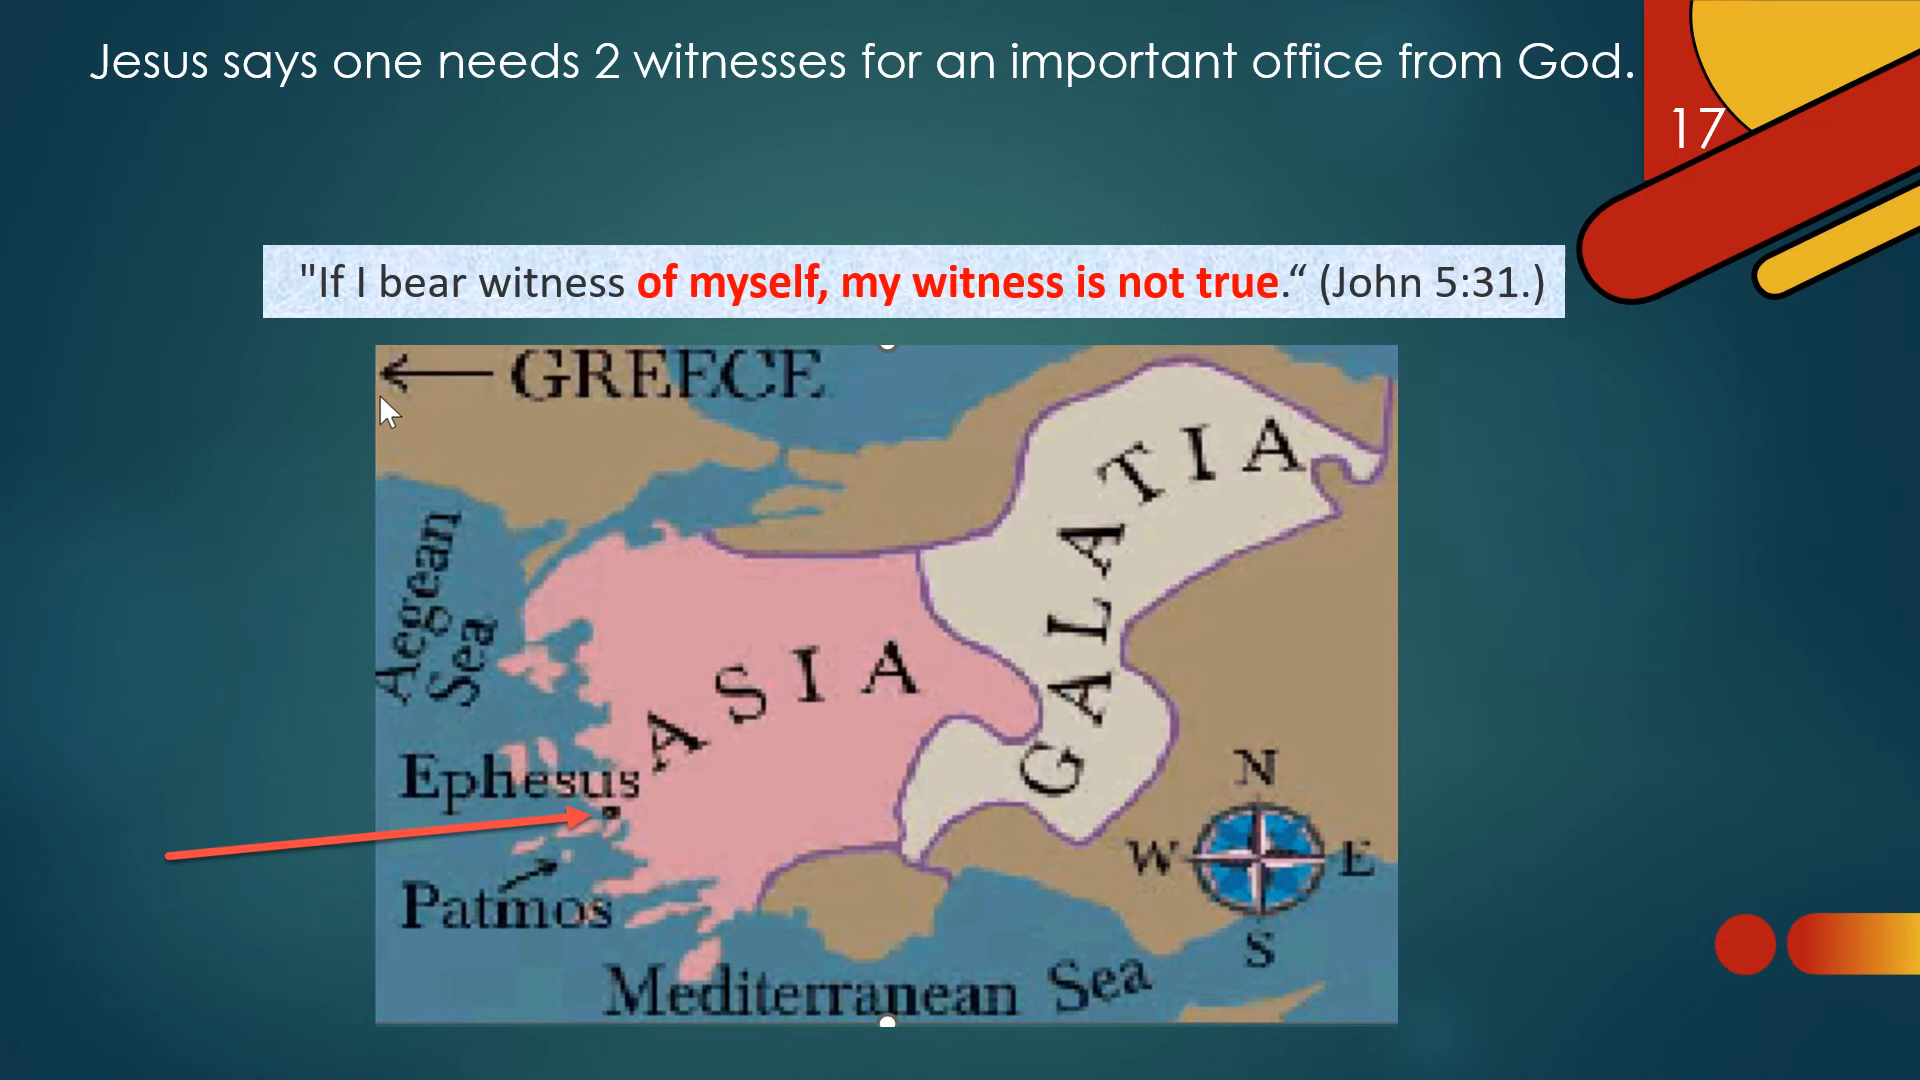 Jesus says one needs 2 witnesses for an important office from God.
17
"If I bear witness of myself, my witness is not true.“ (John 5:31.)
GREECE
GALATIA
Aegean
Sea
ASIA
Ephesus
N
W
E
Patmos
S
Mediterranean Sea